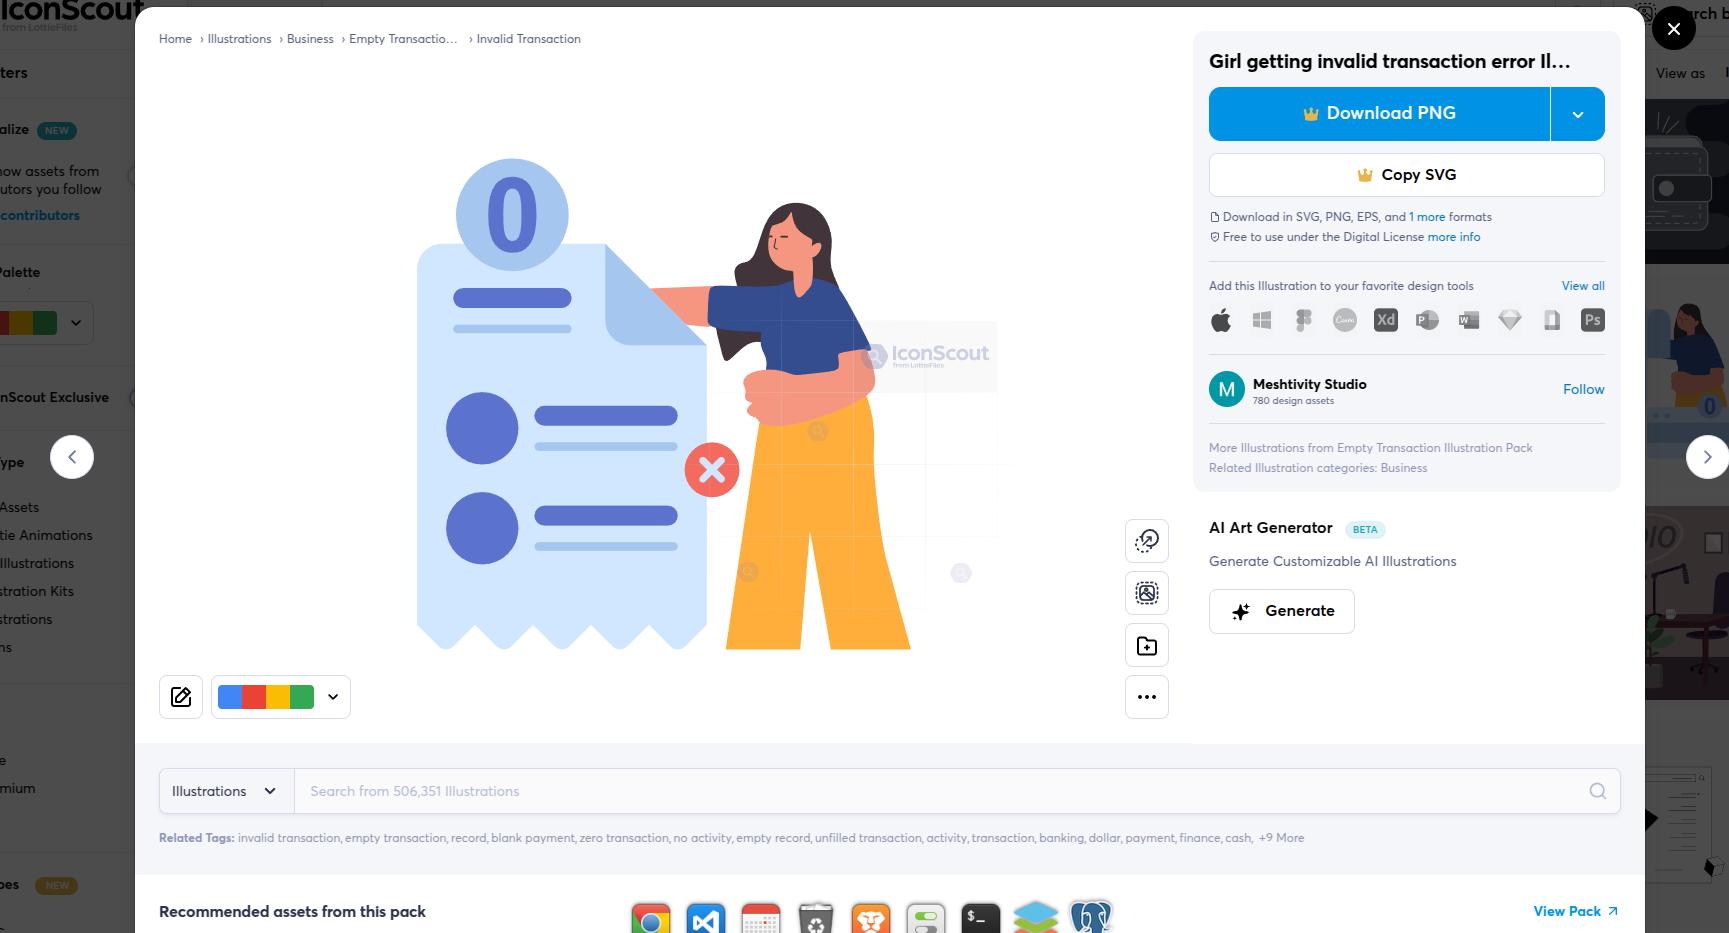 IconScout
from LottieFiles
Home › Illustrations › Business › Empty Transactio... › Invalid Transaction
Girl getting invalid transaction error Il...
Download PNG
Copy SVG
Download in SVG, PNG, EPS, and 1 more formats
Free to use under the Digital License more info
Add this Illustration to your favorite design tools
View all
Canva
Xd
P
W
Ps
M
Meshtivity Studio
780 design assets
Follow
More Illustrations from Empty Transaction Illustration Pack
Related Illustration categories: Business
AI Art Generator BETA
Generate Customizable AI Illustrations
Generate
0
IconScout
from LottieFiles
Illustrations
Search from 506,351 Illustrations
Related Tags: invalid transaction, empty transaction, record, blank payment, zero transaction, no activity, empty record, unfilled transaction, activity, transaction, banking, dollar, payment, finance, cash, +9 More
Recommended assets from this pack
View Pack
$_
ters
alize NEW
now assets from
utors you follow
contributors
Palette
nScout Exclusive
ype
Assets
tie Animations
Illustrations
stration Kits
strations
ns
e
mium
pes NEW
rch b
View as
0
IO